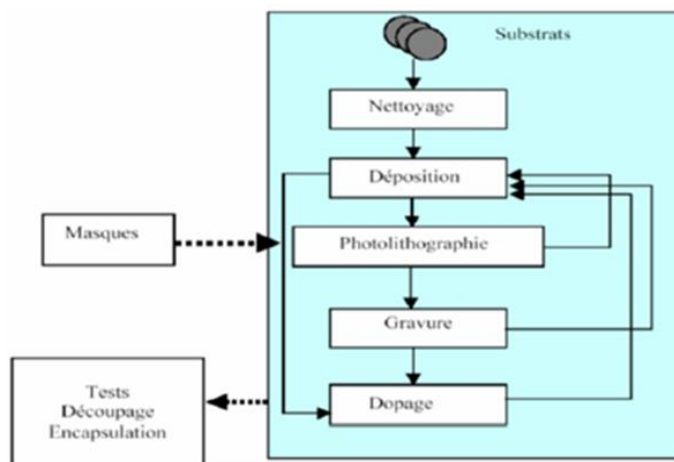 Substrats
Nettoyage
Déposition
Masques
Photolithographie
Gravure
Tests
Découpage
Encapsulation
Dopage